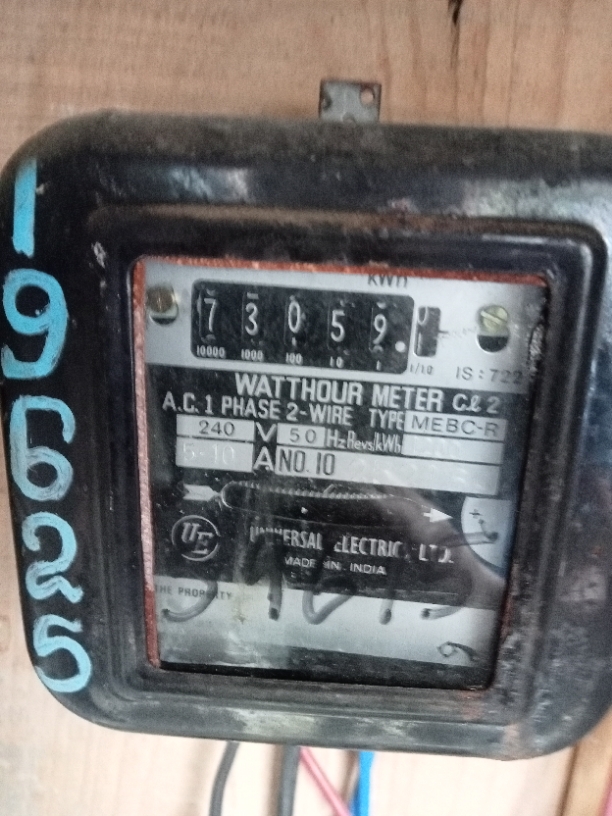 19625
KWh
7 3 0 5 9.
10000 1000 100 10 1 1/10
IS:722
WATTHOUR METER Cl 2
A.C. 1 PHASE 2-WIRE TYPE MEBC-R
240 V 50 Hz Revs/kWh
5-10 A NO. 10
UE
UNIVERSAL ELECTRIC LTD.
MADE IN INDIA
THE PROPERTY